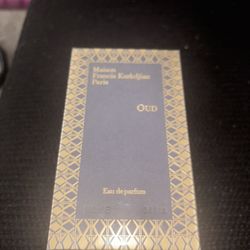 Maison
Francis Kurkdjian
Paris
OUD
Eau de parfum